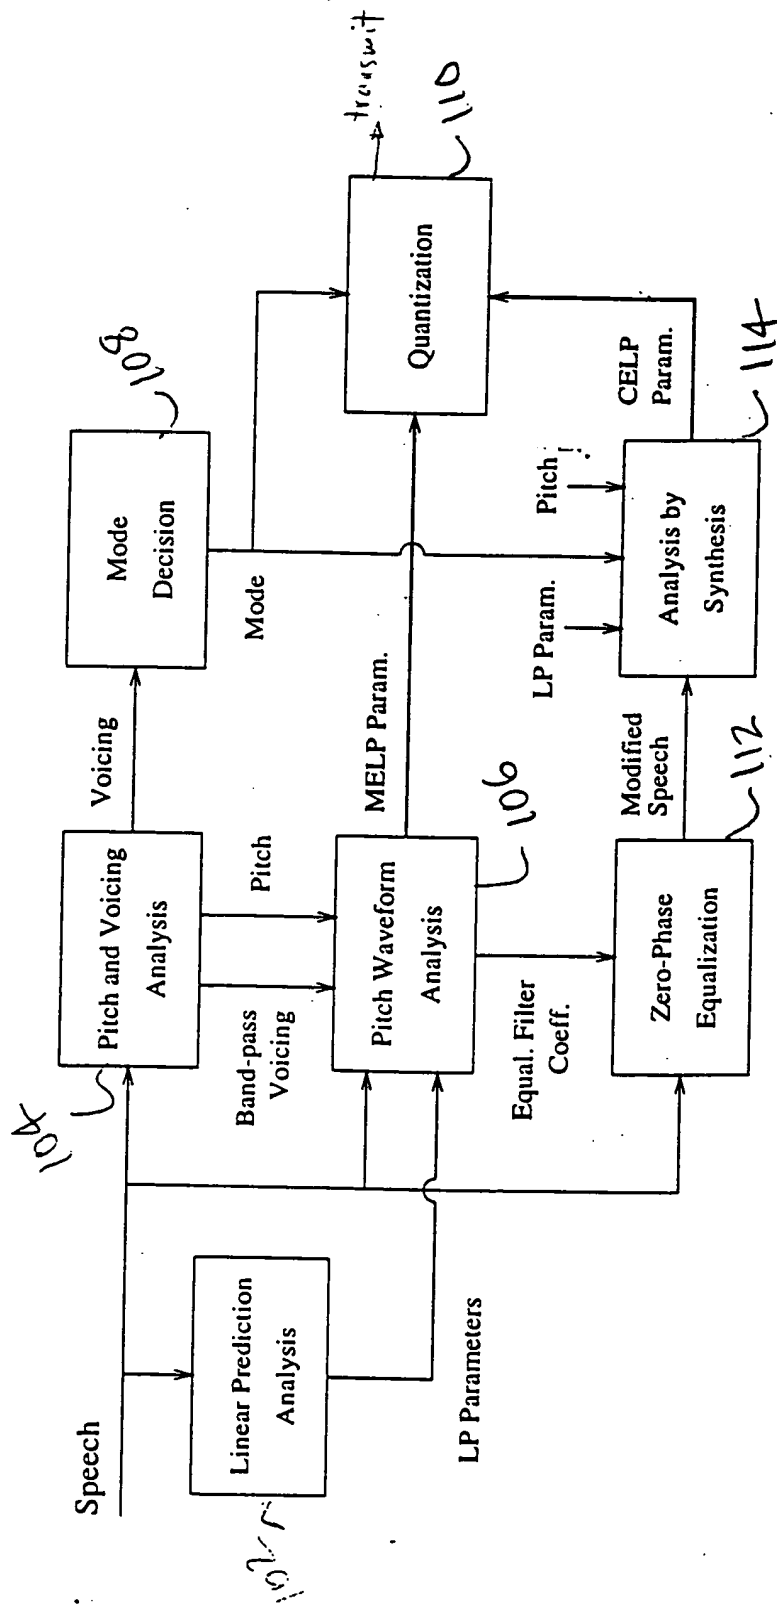 Speech
Linear Prediction
Analysis
102
LP Parameters
104
Pitch and Voicing
Analysis
Voicing
Mode
Decision
108
Band-pass
Voicing
Pitch
Mode
Pitch Waveform
Analysis
106
MELP Param.
Quantization
110
transmit
Equal. Filter
Coeff.
Zero-Phase
Equalization
112
Modified
Speech
LP Param.
Pitch
Analysis by
Synthesis
114
CELP
Param.